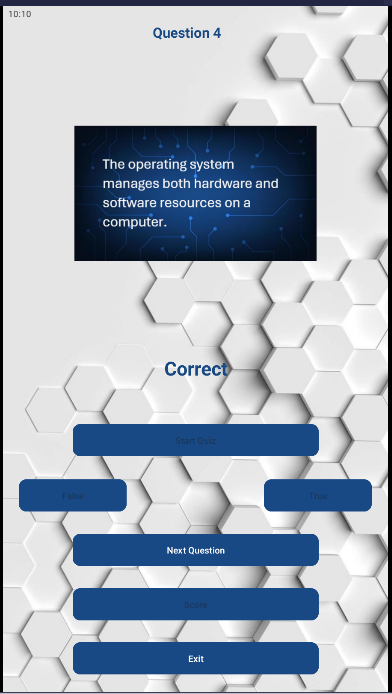 10:10
Question 4
The operating system
manages both hardware and
software resources on a
computer.
Correct
Start Quiz
False
True
Next Question
Score
Exit